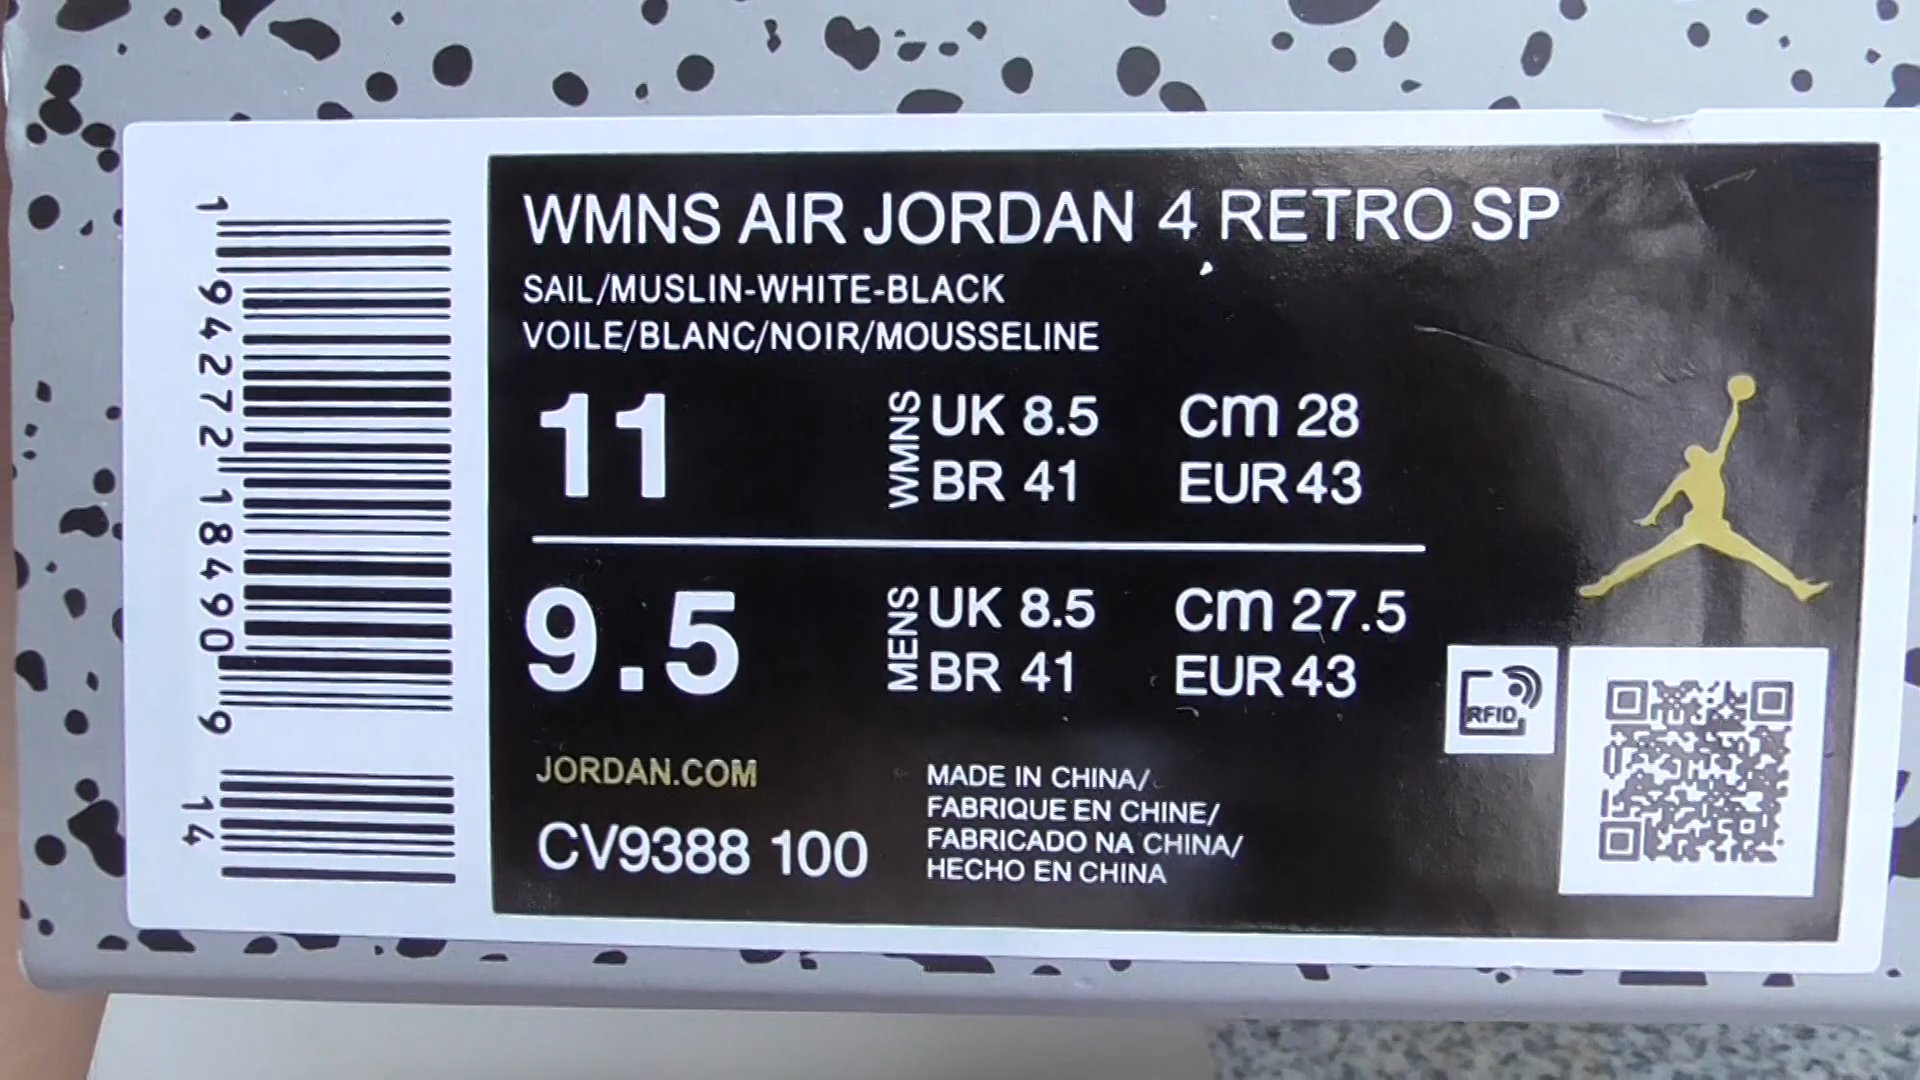 WMNS AIR JORDAN 4 RETRO SP
SAIL/MUSLIN-WHITE-BLACK
VOILE/BLANC/NOIR/MOUSSELINE
11 WMNS UK 8.5 CM 28
BR 41 EUR 43
9.5 MENS UK 8.5 CM 27.5
BR 41 EUR 43
JORDAN.COM
CV9388 100
MADE IN CHINA/
FABRIQUE EN CHINE/
FABRICADO NA CHINA/
HECHO EN CHINA
RFID
1 94272 18490 9
14